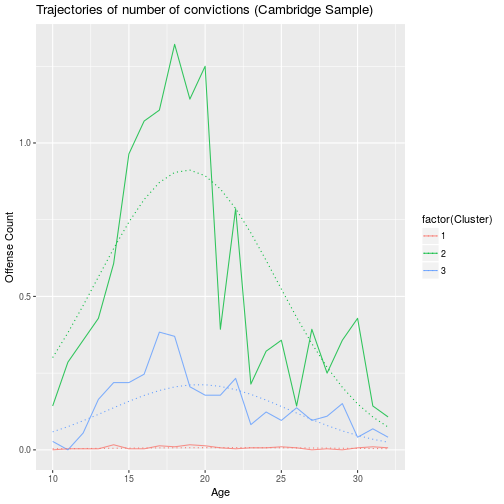 Trajectories of number of convictions (Cambridge Sample)
Offense Count
1.0
0.5
0.0
10
15
20
25
30
Age
factor(Cluster)
1
2
3